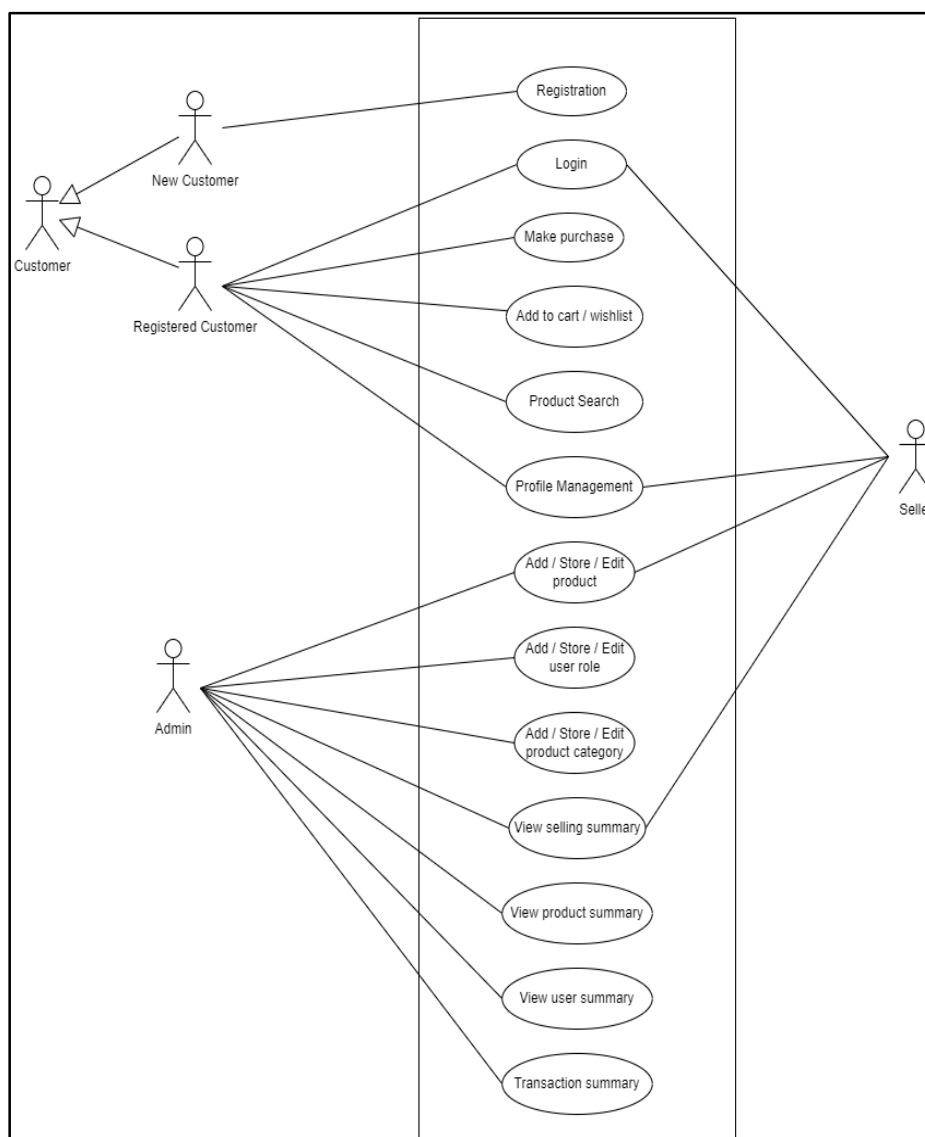 Registration
New Customer
Login
Customer
Make purchase
Registered Customer
Add to cart / wishlist
Product Search
Profile Management
Selle
Add / Store / Edit
product
Add / Store / Edit
user role
Admin
Add / Store / Edit
product category
View selling summary
View product summary
View user summary
Transaction summary